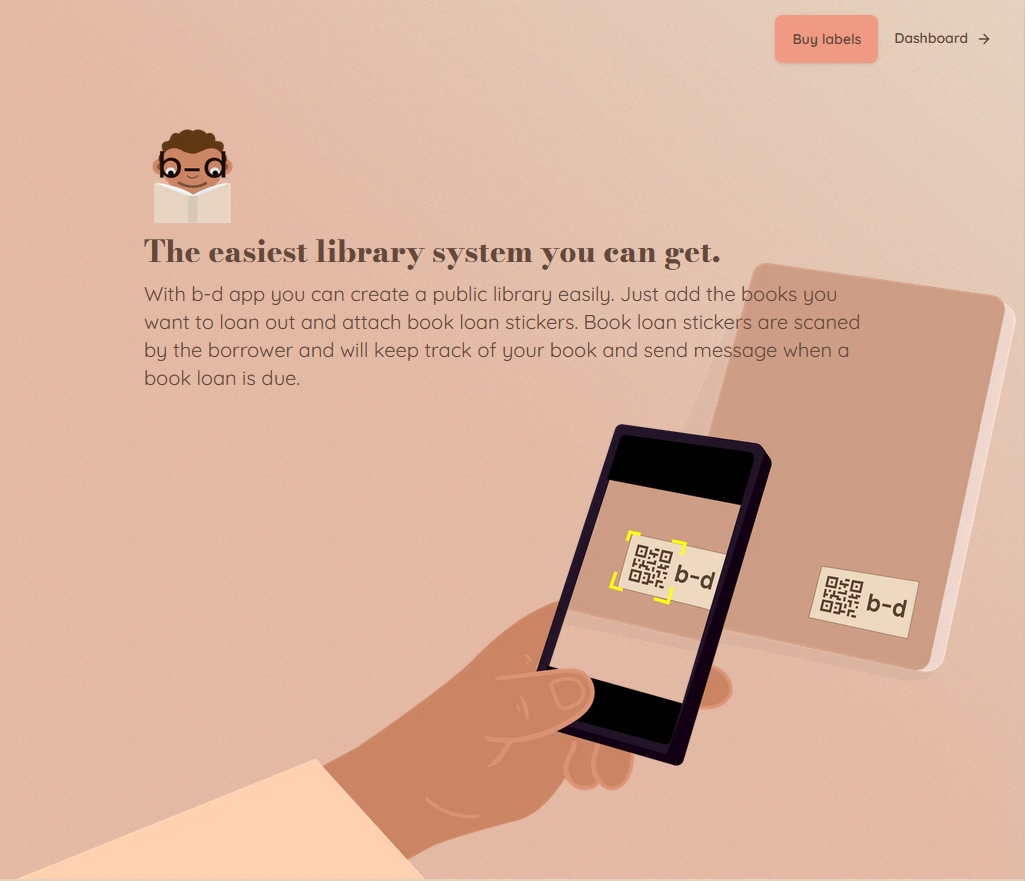 Buy labels
Dashboard →
The easiest library system you can get.
With b-d app you can create a public library easily. Just add the books you
want to loan out and attach book loan stickers. Book loan stickers are scaned
by the borrower and will keep track of your book and send message when a
book loan is due.
b-d
b-d